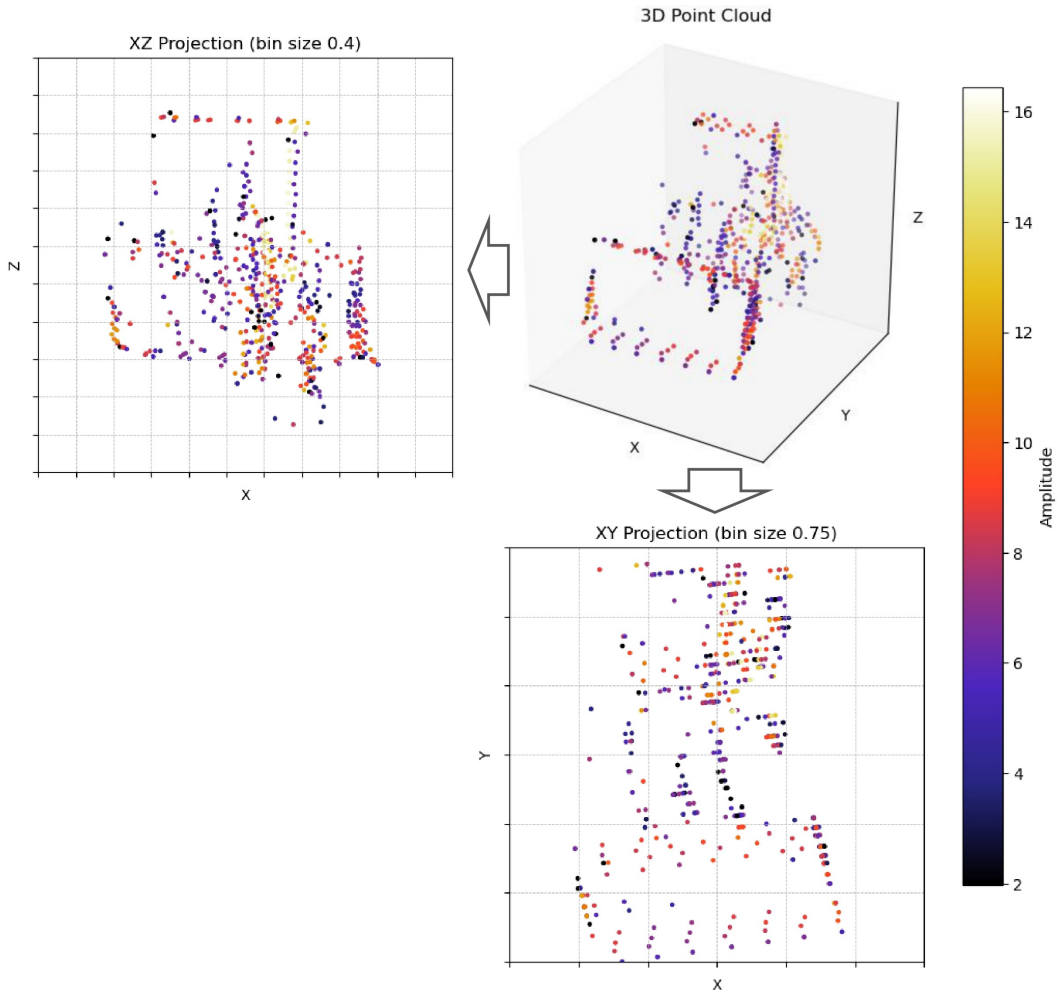 3D Point Cloud
XZ Projection (bin size 0.4)
Z
X
Z
Y
X
16
14
12
10
8
6
4
2
Amplitude
XY Projection (bin size 0.75)
Y
X